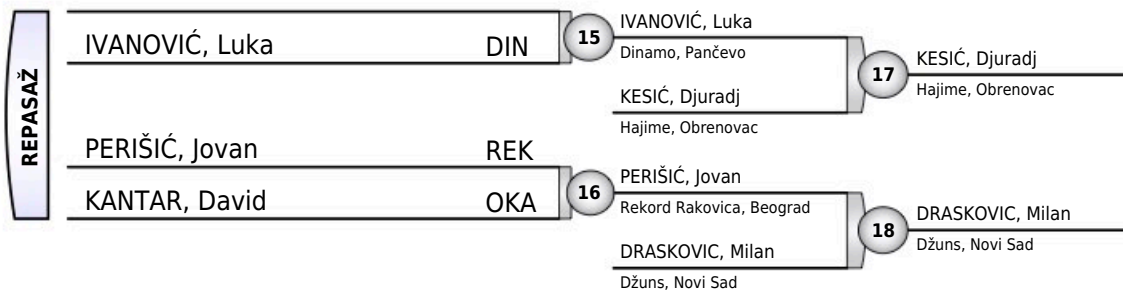 REPASAŽ
IVANOVIĆ, Luka DIN
15
IVANOVIĆ, Luka
Dinamo, Pančevo
KESIĆ, Djuradj
Hajime, Obrenovac
17
KESIĆ, Djuradj
Hajime, Obrenovac
PERIŠIĆ, Jovan REK
KANTAR, David OKA
16
PERIŠIĆ, Jovan
Rekord Rakovica, Beograd
DRASKOVIC, Milan
Džuns, Novi Sad
18
DRASKOVIC, Milan
Džuns, Novi Sad